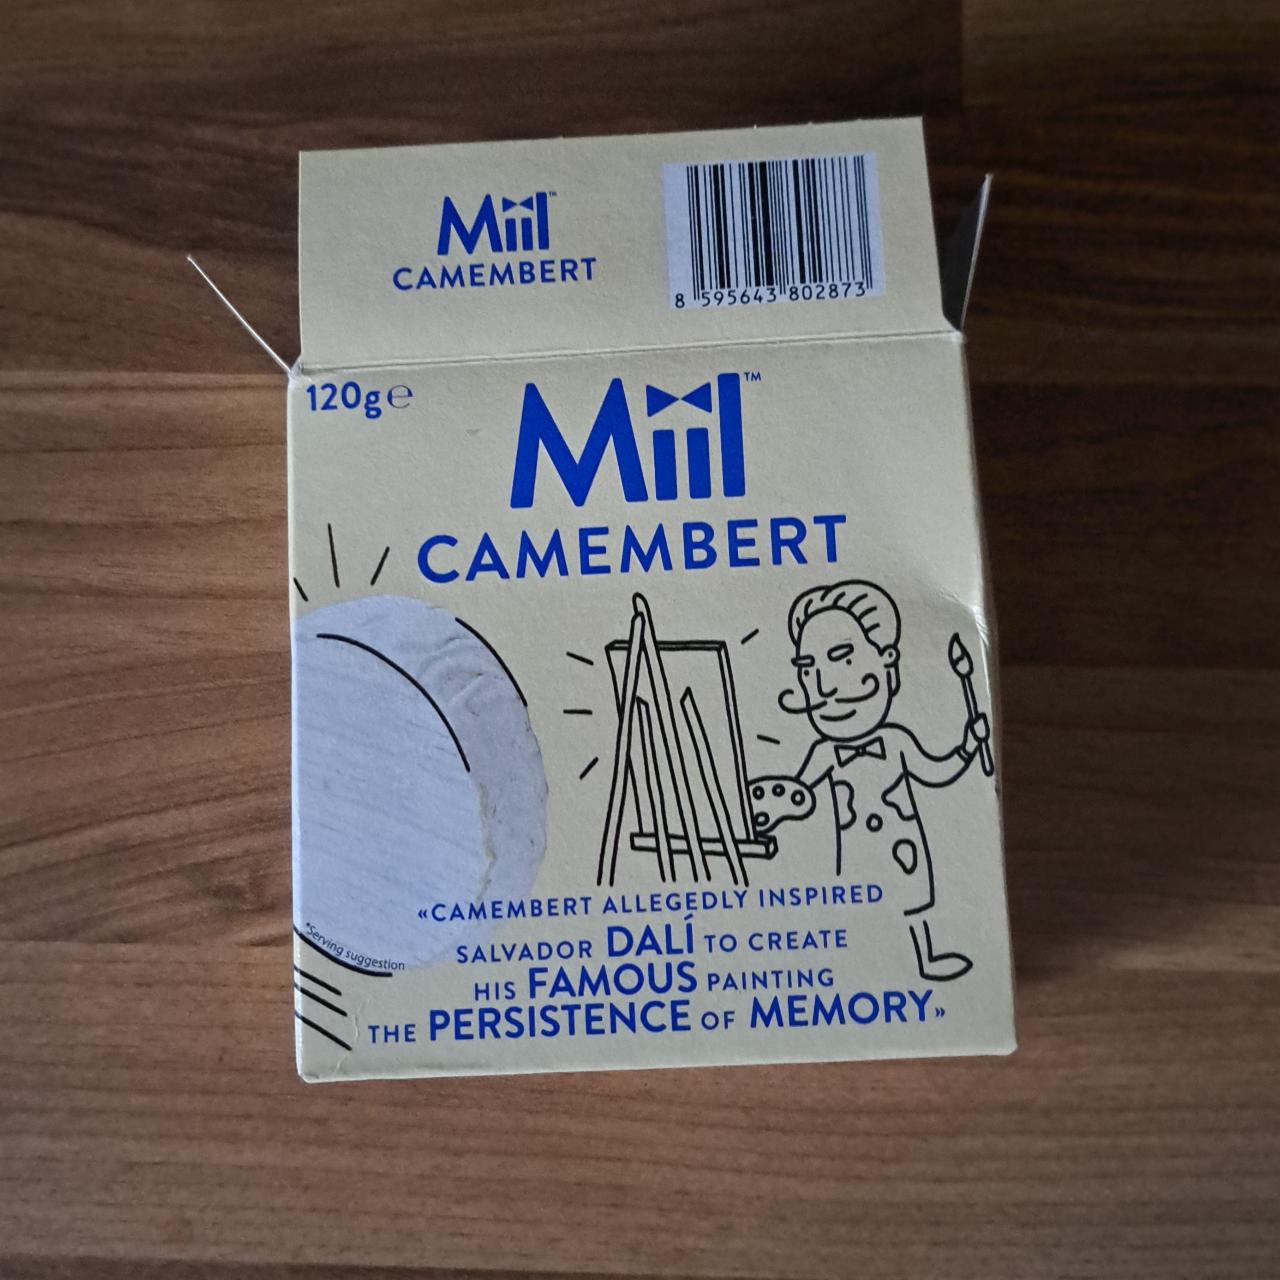 Miil™
CAMEMBERT
8 595643 802873
120g ℮
Miil™
CAMEMBERT
«CAMEMBERT ALLEGEDLY INSPIRED
SALVADOR DALÍ TO CREATE
HIS FAMOUS PAINTING
THE PERSISTENCE OF MEMORY»
*Serving suggestion